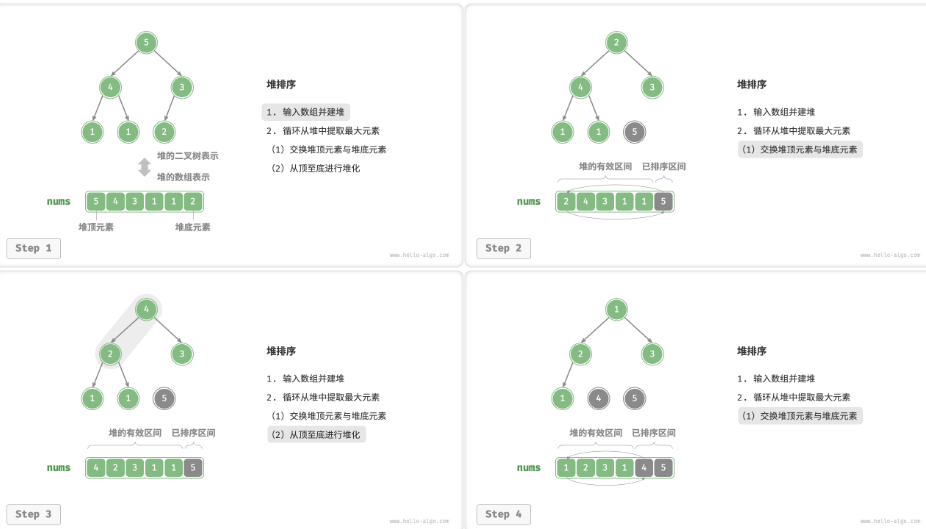 5
4 3
1 1 2
堆的二叉树表示
堆的数组表示
nums 5 4 3 1 1 2
堆顶元素 堆底元素
堆排序
1. 输入数组并建堆
2. 循环从堆中提取最大元素
（1）交换堆顶元素与堆底元素
（2）从顶至底进行堆化
Step 1
www.hello-algo.com
2
4 3
1 1 5
堆的有效区间 已排序区间
nums 2 4 3 1 1 5
堆排序
1. 输入数组并建堆
2. 循环从堆中提取最大元素
（1）交换堆顶元素与堆底元素
Step 2
www.hello-algo.com
4
2 3
1 1 5
堆的有效区间 已排序区间
nums 4 2 3 1 1 5
堆排序
1. 输入数组并建堆
2. 循环从堆中提取最大元素
（1）交换堆顶元素与堆底元素
（2）从顶至底进行堆化
Step 3
www.hello-algo.com
1
2 3
1 4 5
堆的有效区间 已排序区间
nums 1 2 3 1 4 5
堆排序
1. 输入数组并建堆
2. 循环从堆中提取最大元素
（1）交换堆顶元素与堆底元素
Step 4
www.hello-algo.com